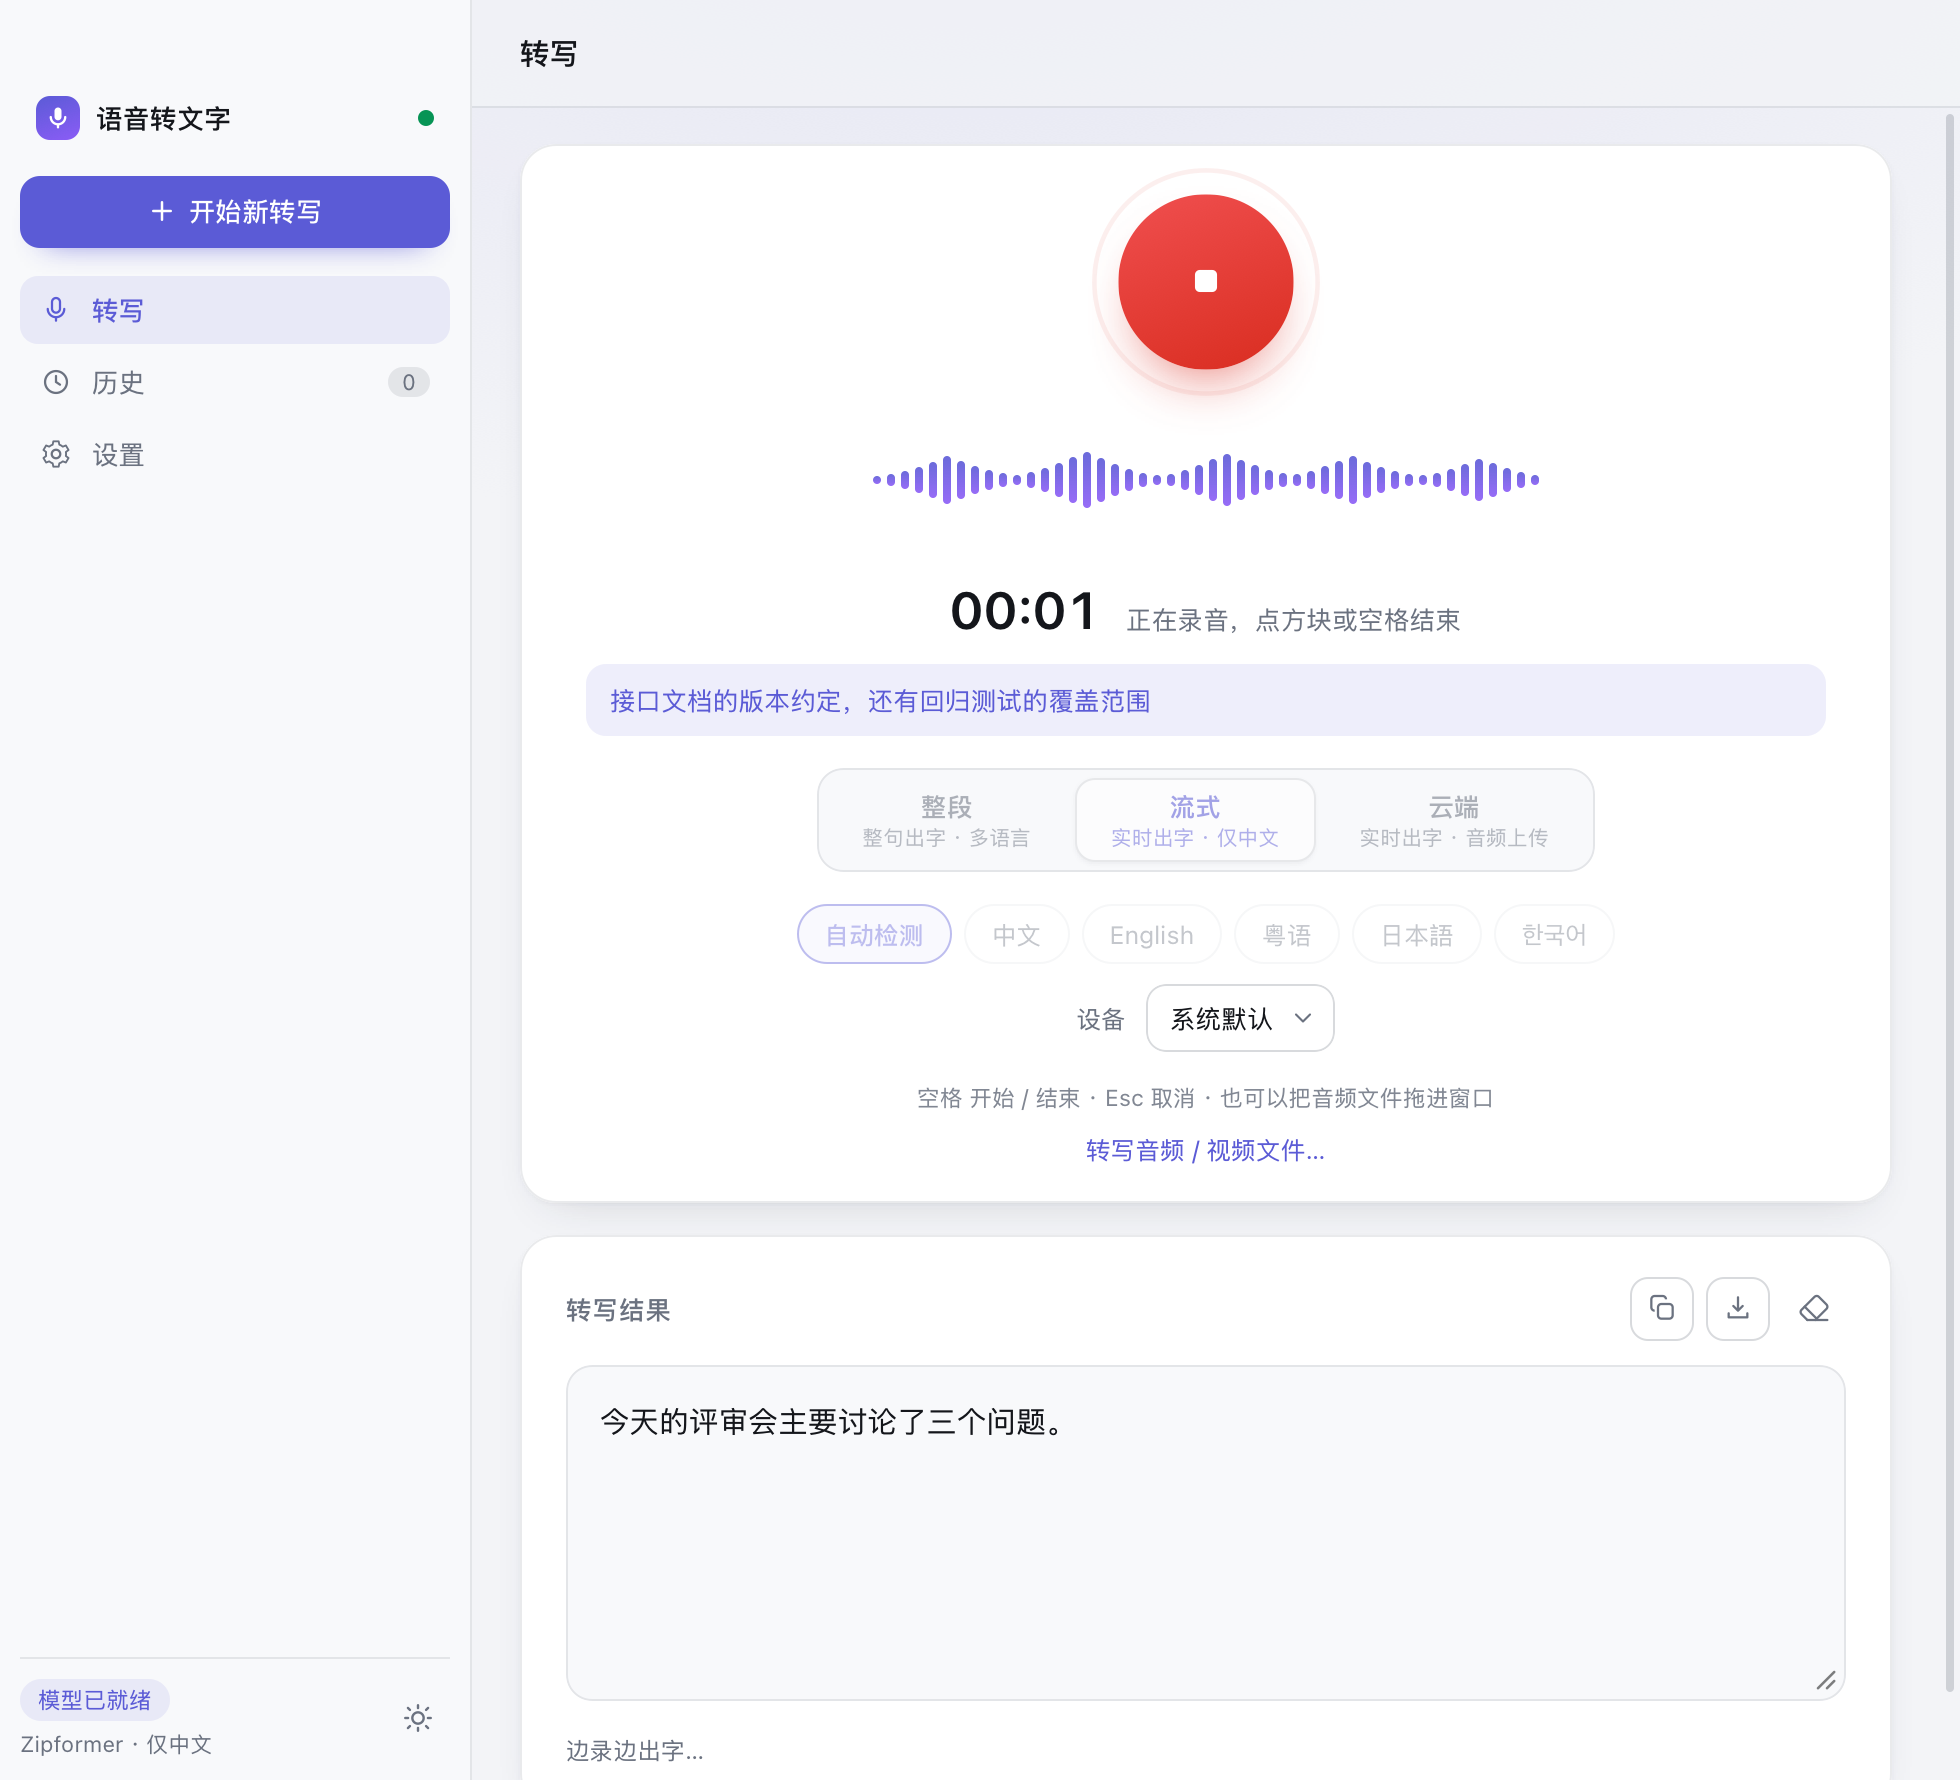 语音转文字
开始新转写
转写
历史 0
设置
模型已就绪
Zipformer · 仅中文
转写
00:01 正在录音，点方块或空格结束
接口文档的版本约定，还有回归测试的覆盖范围
整段 流式 云端
整句出字 · 多语言 实时出字 · 仅中文 实时出字 · 音频上传
自动检测 中文 English 粤语 日本語 한국어
设备 系统默认
空格 开始 / 结束 · Esc 取消 · 也可以把音频文件拖进窗口
转写音频 / 视频文件...
转写结果
今天的评审会主要讨论了三个问题。
边录边出字...